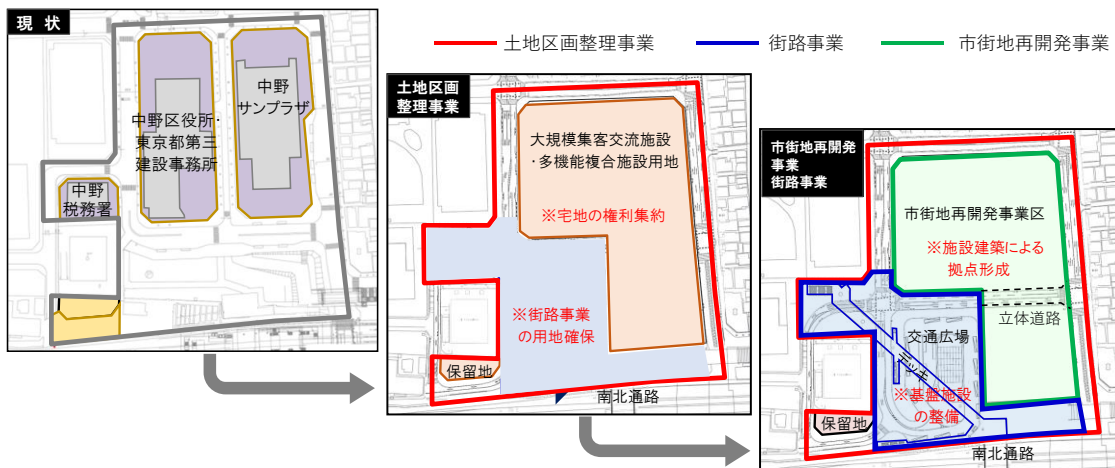 現 状
土地区画整理事業
街路事業
市街地再開発事業
中野
サンプラザ
中野区役所・
東京都第三
建設事務所
中野
税務署
土地区画
整理事業
大規模集客交流施設
・多機能複合施設用地
※宅地の権利集約
※街路事業
の用地確保
保留地
南北通路
市街地再開発
事業
街路事業
市街地再開発事業区
※施設建築による
拠点形成
立体道路
交通広場
デッキ
※基盤施設
の整備
保留地
南北通路